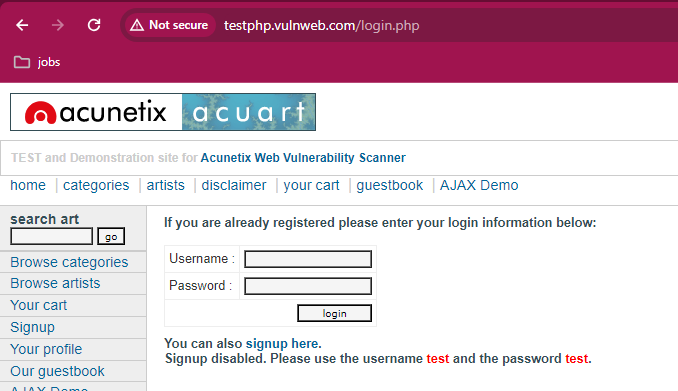 Not secure testphp.vulnweb.com/login.php
jobs
acunetix acuart
TEST and Demonstration site for Acunetix Web Vulnerability Scanner
home | categories | artists | disclaimer | your cart | guestbook | AJAX Demo
search art
go
Browse categories
Browse artists
Your cart
Signup
Your profile
Our guestbook
AJAX Demo
If you are already registered please enter your login information below:
Username :
Password :
login
You can also signup here.
Signup disabled. Please use the username test and the password test.